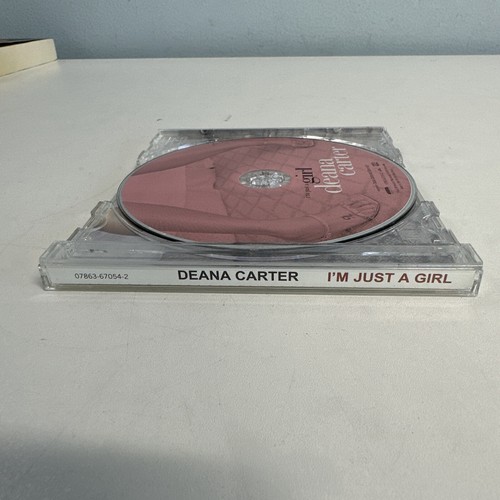 i'm just a girl
deana
carter
07863-67054-2 DEANA CARTER I'M JUST A GIRL